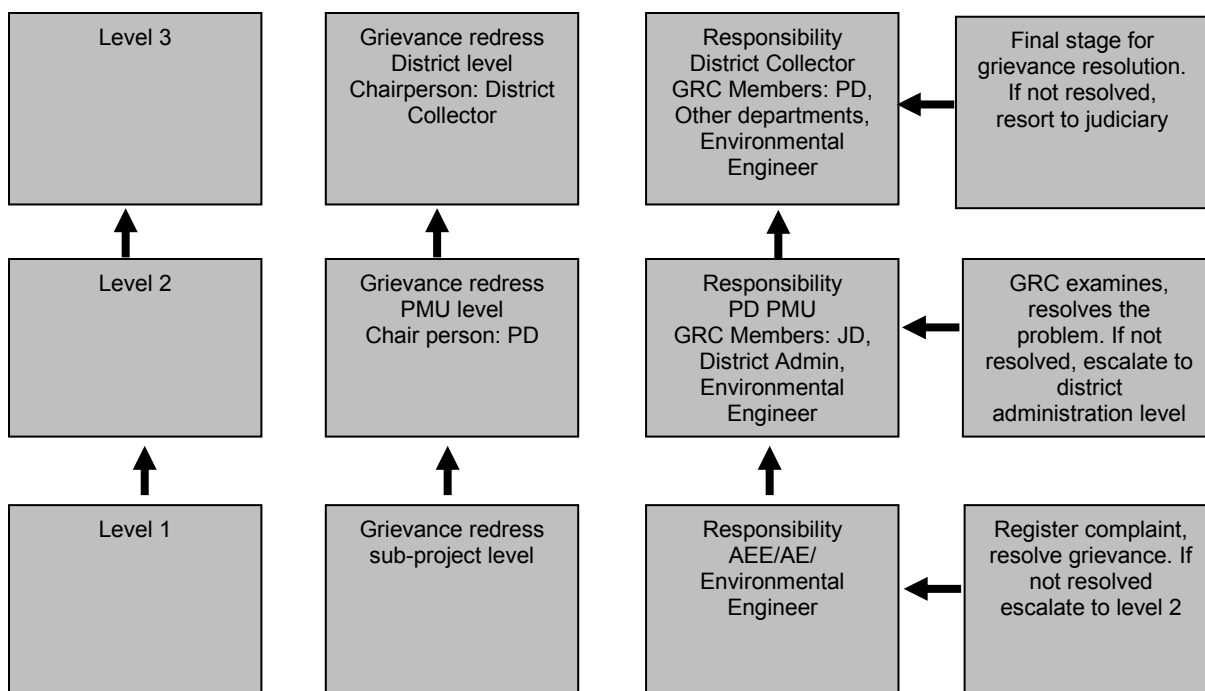 Level 3
Grievance redress
District level
Chairperson: District
Collector
Responsibility
District Collector
GRC Members: PD,
Other departments,
Environmental
Engineer
Final stage for
grievance resolution.
If not resolved,
resort to judiciary
Level 2
Grievance redress
PMU level
Chair person: PD
Responsibility
PD PMU
GRC Members: JD,
District Admin,
Environmental
Engineer
GRC examines,
resolves the
problem. If not
resolved, escalate to
district
administration level
Level 1
Grievance redress
sub-project level
Responsibility
AEE/AE/
Environmental
Engineer
Register complaint,
resolve grievance. If
not resolved
escalate to level 2